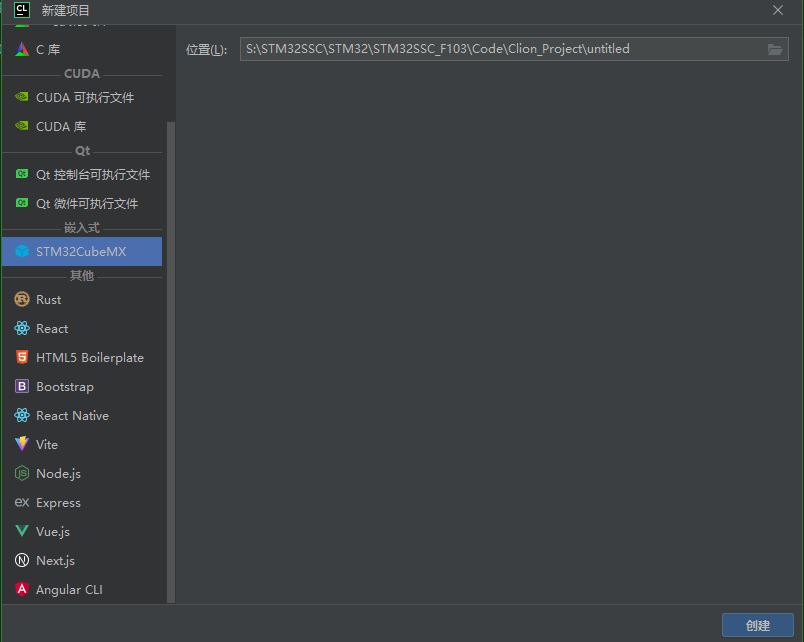 CL 新建项目
C 库
位置(L): S:\STM32SSC\STM32\STM32SSC_F103\Code\Clion_Project\untitled
CUDA
CUDA 可执行文件
CUDA 库
Qt
Qt 控制台可执行文件
Qt 微件可执行文件
嵌入式
STM32CubeMX
其他
Rust
React
HTML5 Boilerplate
B Bootstrap
React Native
Vite
Node.js
ex Express
Vue.js
N Next.js
A Angular CLI
创建